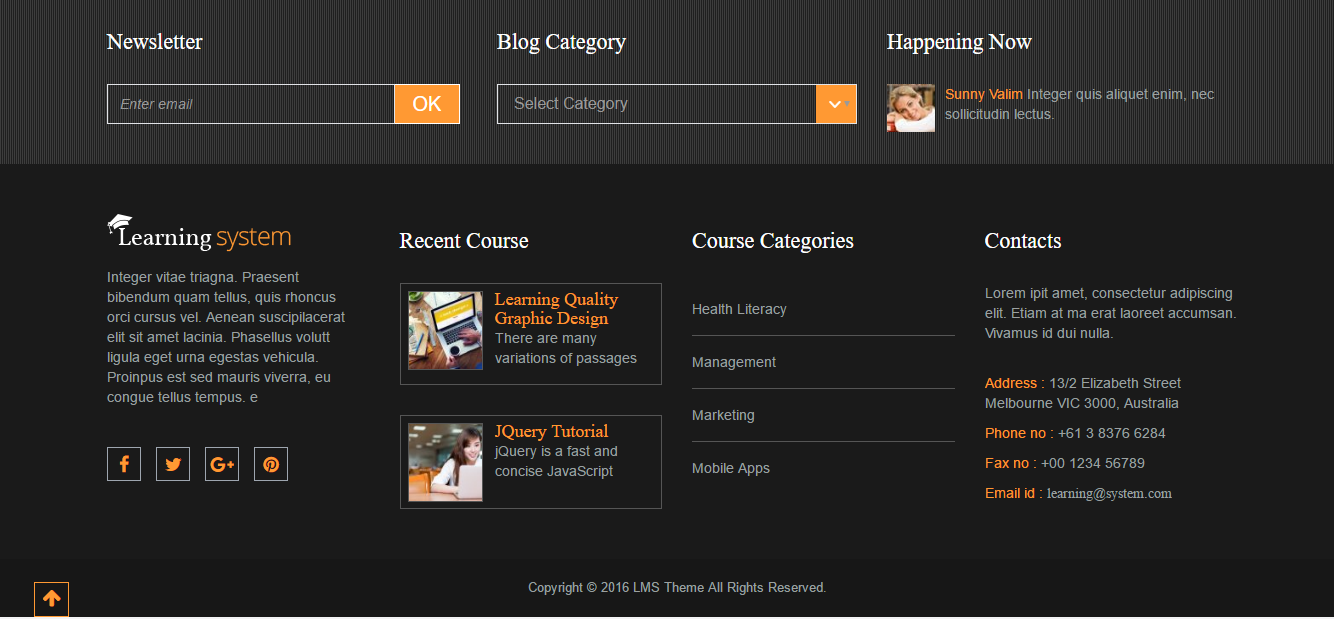 Newsletter
Enter email
OK
Blog Category
Select Category
Happening Now
Sunny Valim Integer quis aliquet enim, nec
sollicitudin lectus.
Learning system
Integer vitae triagna. Praesent
bibendum quam tellus, quis rhoncus
orci cursus vel. Aenean suscipilacerat
elit sit amet lacinia. Phasellus volutt
ligula eget urna egestas vehicula.
Proinpus est sed mauris viverra, eu
congue tellus tempus. e
Recent Course
Learning Quality
Graphic Design
There are many
variations of passages
JQuery Tutorial
jQuery is a fast and
concise JavaScript
Course Categories
Health Literacy
Management
Marketing
Mobile Apps
Contacts
Lorem ipit amet, consectetur adipiscing
elit. Etiam at ma erat laoreet accumsan.
Vivamus id dui nulla.
Address : 13/2 Elizabeth Street
Melbourne VIC 3000, Australia
Phone no : +61 3 8376 6284
Fax no : +00 1234 56789
Email id : learning@system.com
Copyright © 2016 LMS Theme All Rights Reserved.